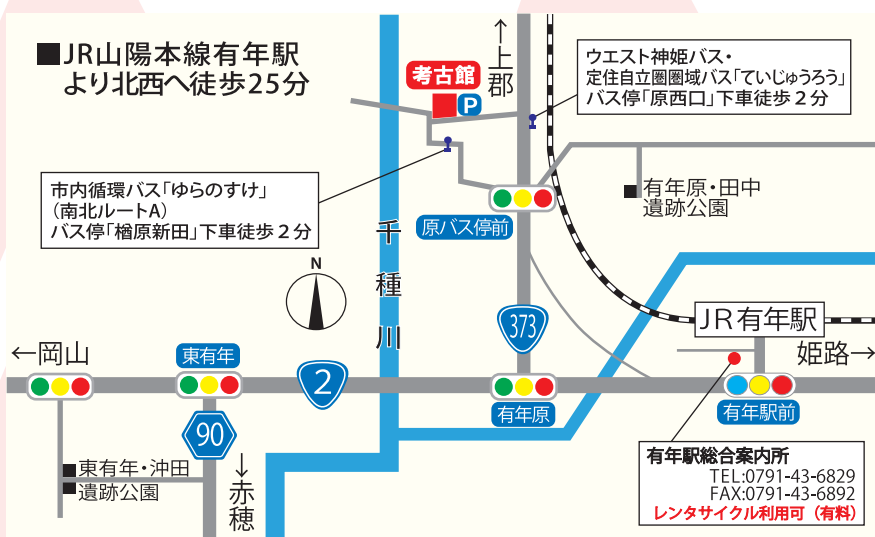 ■JR山陽本線有年駅
より北西へ徒歩25分
↑上郡
考古館
P
ウエスト神姫バス・
定住自立圏圏域バス「ていじゅうろう」
バス停「原西口」下車徒歩２分
市内循環バス「ゆらのすけ」
(南北ルートA)
バス停「楢原新田」下車徒歩２分
有年原・田中
遺跡公園
原バス停前
千種川
N
373
JR有年駅
←岡山
東有年
2
姫路→
90
有年原
有年駅前
東有年・沖田
遺跡公園
↓赤穂
有年駅総合案内所
TEL:0791-43-6829
FAX:0791-43-6892
レンタサイクル利用可（有料）